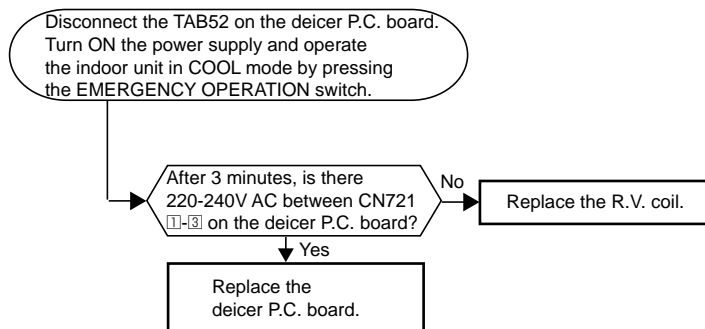 Disconnect the TAB52 on the deicer P.C. board.
Turn ON the power supply and operate
the indoor unit in COOL mode by pressing
the EMERGENCY OPERATION switch.
After 3 minutes, is there
220-240V AC between CN721
1-3 on the deicer P.C. board?
No
Replace the R.V. coil.
Yes
Replace the
deicer P.C. board.